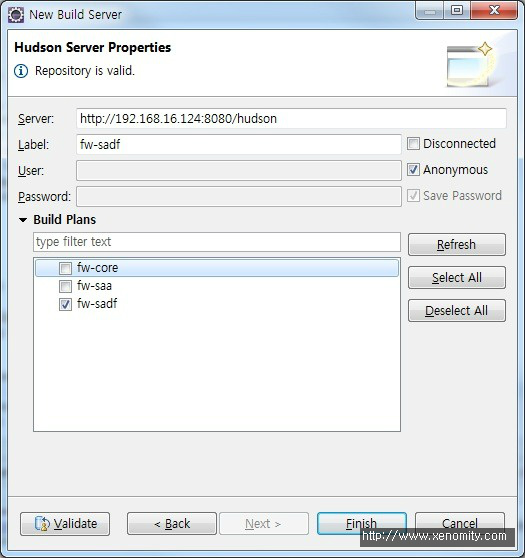 New Build Server
Hudson Server Properties
Repository is valid.
Server: http://192.168.16.124:8080/hudson
Label: fw-sadf Disconnected
User: Anonymous
Password: Save Password
Build Plans
type filter text Refresh
fw-core
fw-saa Select All
fw-sadf Deselect All
Validate < Back Next > Finish Cancel
http://www.xenomity.com